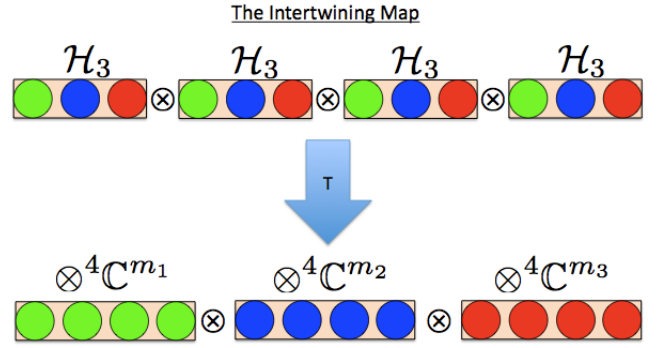 The Intertwining Map
ℋ₃ ℋ₃ ℋ₃ ℋ₃
⊗ ⊗ ⊗
T
⊗⁴ℂᵐ¹ ⊗⁴ℂᵐ² ⊗⁴ℂᵐ³
⊗ ⊗